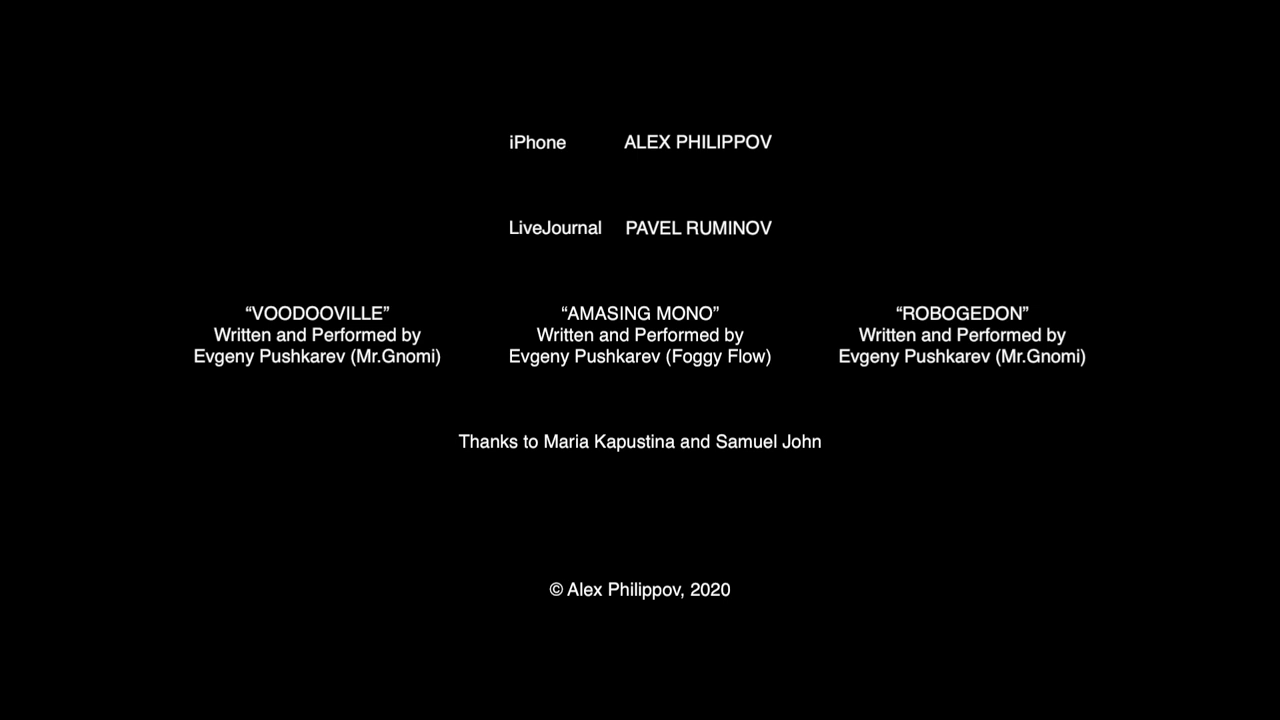 iPhone ALEX PHILIPPOV
LiveJournal PAVEL RUMINOV
“VOODOOVILLE”
Written and Performed by
Evgeny Pushkarev (Mr.Gnomi)
“AMASING MONO”
Written and Performed by
Evgeny Pushkarev (Foggy Flow)
“ROBOGEDON”
Written and Performed by
Evgeny Pushkarev (Mr.Gnomi)
Thanks to Maria Kapustina and Samuel John
© Alex Philippov, 2020